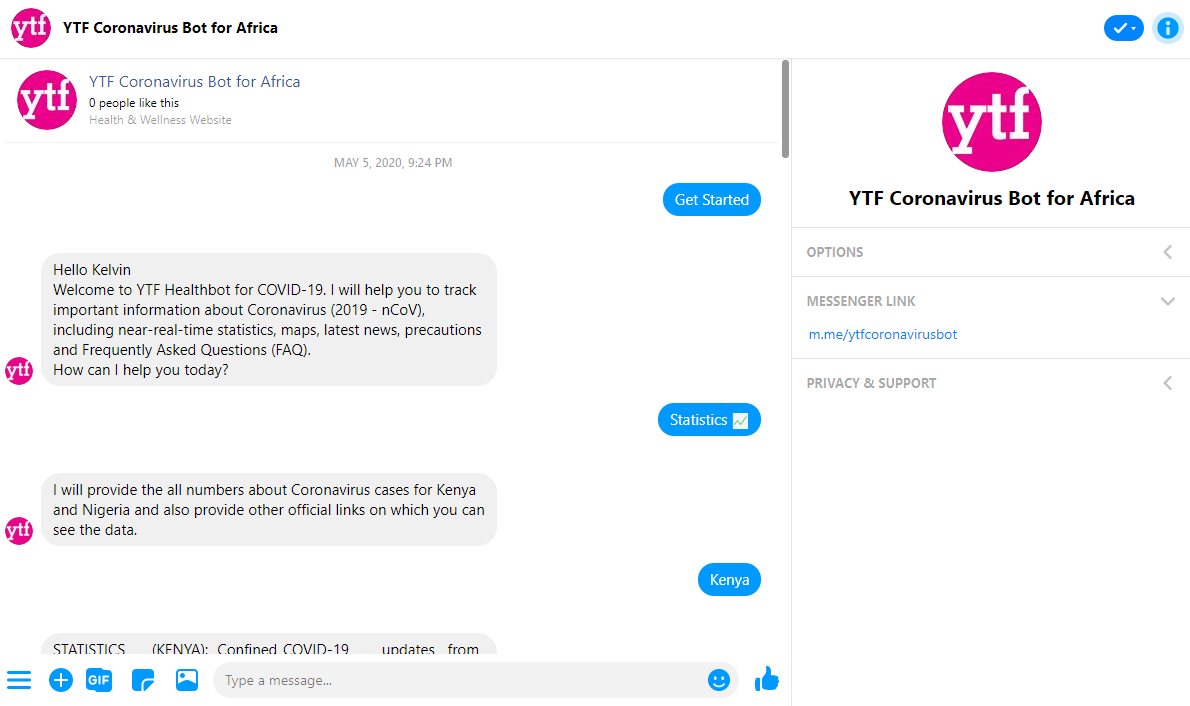 ytf
YTF Coronavirus Bot for Africa
ytf
YTF Coronavirus Bot for Africa
0 people like this
Health & Wellness Website
MAY 5, 2020, 9:24 PM
Get Started
Hello Kelvin
Welcome to YTF Healthbot for COVID-19. I will help you to track
important information about Coronavirus (2019 - nCoV),
including near-real-time statistics, maps, latest news, precautions
and Frequently Asked Questions (FAQ).
How can I help you today?
ytf
Statistics
I will provide the all numbers about Coronavirus cases for Kenya
and Nigeria and also provide other official links on which you can
see the data.
ytf
Kenya
STATISTICS (KENYA): Confined COVID-19 updates from
GIF
Type a message...
ytf
YTF Coronavirus Bot for Africa
OPTIONS
MESSENGER LINK
m.me/ytfcoronavirusbot
PRIVACY & SUPPORT